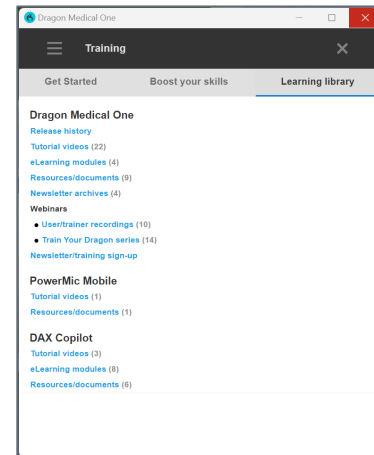 Dragon Medical One
Training
Get Started
Boost your skills
Learning library
Dragon Medical One
Release history
Tutorial videos (22)
eLearning modules (4)
Resources/documents (9)
Newsletter archives (4)
Webinars
User/trainer recordings (10)
Train Your Dragon series (14)
Newsletter/training sign-up
PowerMic Mobile
Tutorial videos (1)
Resources/documents (1)
DAX Copilot
Tutorial videos (3)
eLearning modules (8)
Resources/documents (6)